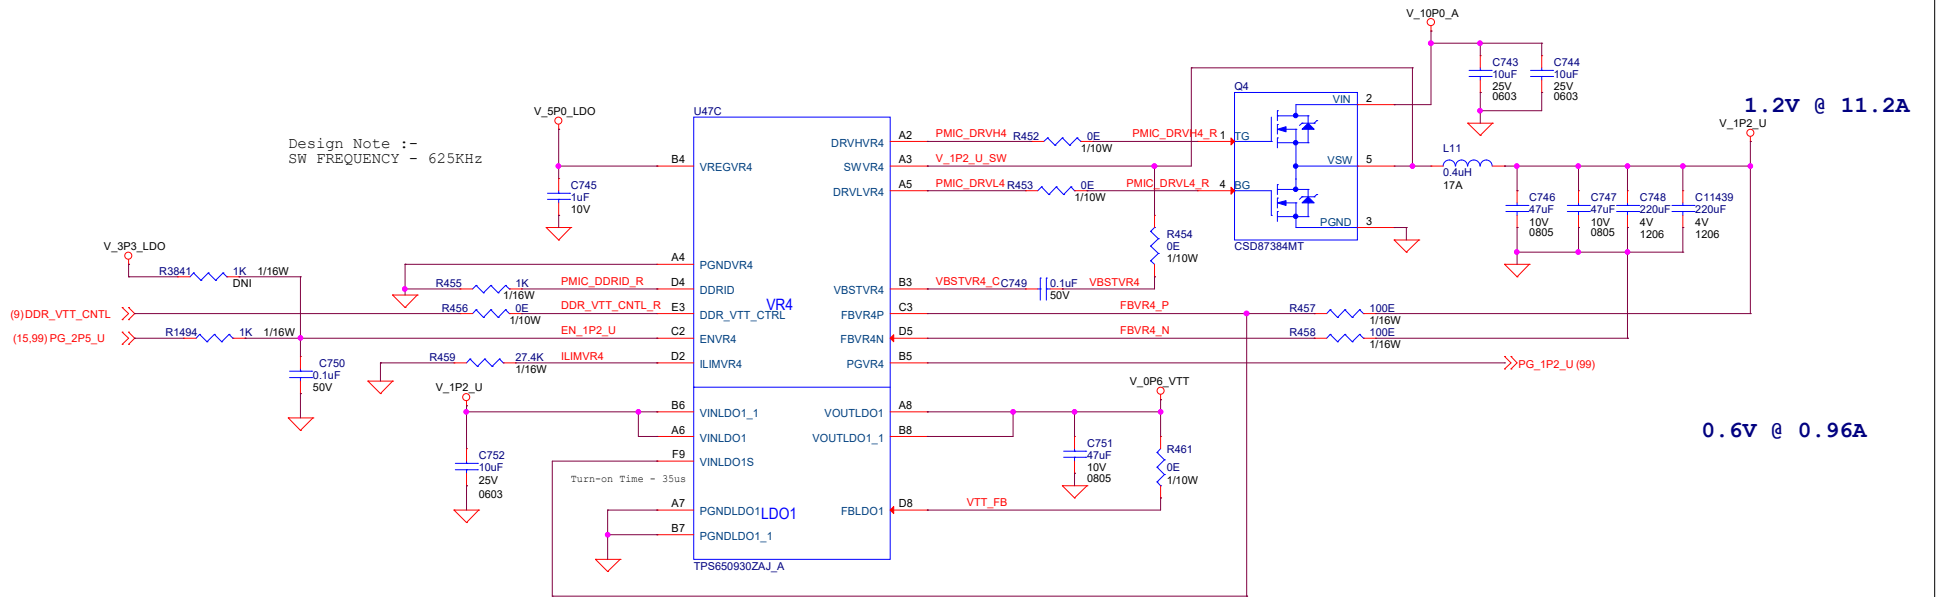 V_10P0_A
C743
10uF
25V
0603
C744
10uF
25V
0603
1.2V @ 11.2A
V_1P2_U
V_5P0_LDO
U47C
Q4
Design Note :-
SW FREQUENCY - 625KHz
VREGVR4
B4
C745
1uF
10V
DRVHVR4
A2
PMIC_DRVH4
R452
0E
1/10W
PMIC_DRVH4_R
1
TG
VIN
2
SWVR4
A3
V_1P2_U_SW
VSW
5
DRVLVR4
A5
PMIC_DRVL4
R453
0E
1/10W
PMIC_DRVL4_R
4
BG
PGND
3
CSD87384MT
L11
0.4uH
17A
C746
47uF
10V
0805
C747
47uF
10V
0805
C748
220uF
4V
1206
C11439
220uF
4V
1206
R454
0E
1/10W
V_3P3_LDO
R3841
1K
1/16W
DNI
A4
PGNDVR4
R455
1K
1/16W
PMIC_DDRID_R
D4
DDRID
VR4
(9)DDR_VTT_CNTL
R456
0E
1/10W
DDR_VTT_CNTL_R
E3
DDR_VTT_CTRL
(15,99) PG_2P5_U
R1494
1K
1/16W
EN_1P2_U
C2
ENVR4
C750
0.1uF
50V
R459
27.4K
1/16W
ILIMVR4
D2
ILIMVR4
VBSTVR4
B3
VBSTVR4_C
C749
0.1uF
50V
VBSTVR4
FBVR4P
C3
FBVR4_P
R457
100E
1/16W
FBVR4N
D5
FBVR4_N
R458
100E
1/16W
PGVR4
B5
PG_1P2_U (99)
V_1P2_U
B6
VINLDO1_1
A6
VINLDO1
F9
VINLDO1S
C752
10uF
25V
0603
Turn-on Time - 35us
A7
PGNDLDO1
LDO1
B7
PGNDLDO1_1
TPS650930ZAJ_A
VOUTLDO1
A8
VOUTLDO1_1
B8
V_0P6_VTT
C751
47uF
10V
0805
R461
0E
1/10W
FBLDO1
D8
VTT_FB
0.6V @ 0.96A